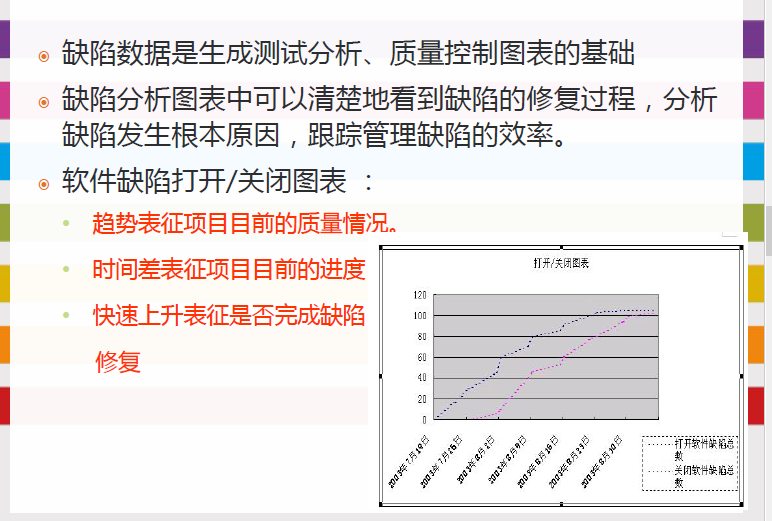 缺陷数据是生成测试分析、质量控制图表的基础
缺陷分析图表中可以清楚地看到缺陷的修复过程，分析
缺陷发生根本原因，跟踪管理缺陷的效率。
软件缺陷打开/关闭图表 ：
趋势表征项目目前的质量情况。
时间差表征项目目前的进度
快速上升表征是否完成缺陷
修复
打开/关闭图表
120
100
80
60
40
20
0
2003年7月19日
2003年7月26日
2003年8月2日
2003年8月9日
2003年8月16日
2003年8月23日
2003年8月30日
打开软件缺陷总
数
关闭软件缺陷总
数